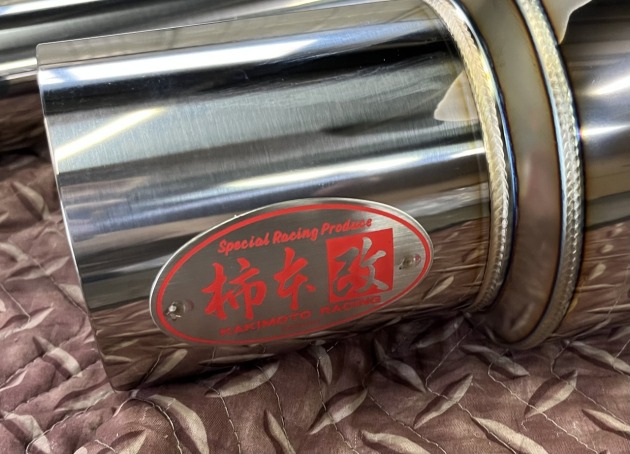 Special Racing Produce
柿本改
KAKIMOTO RACING